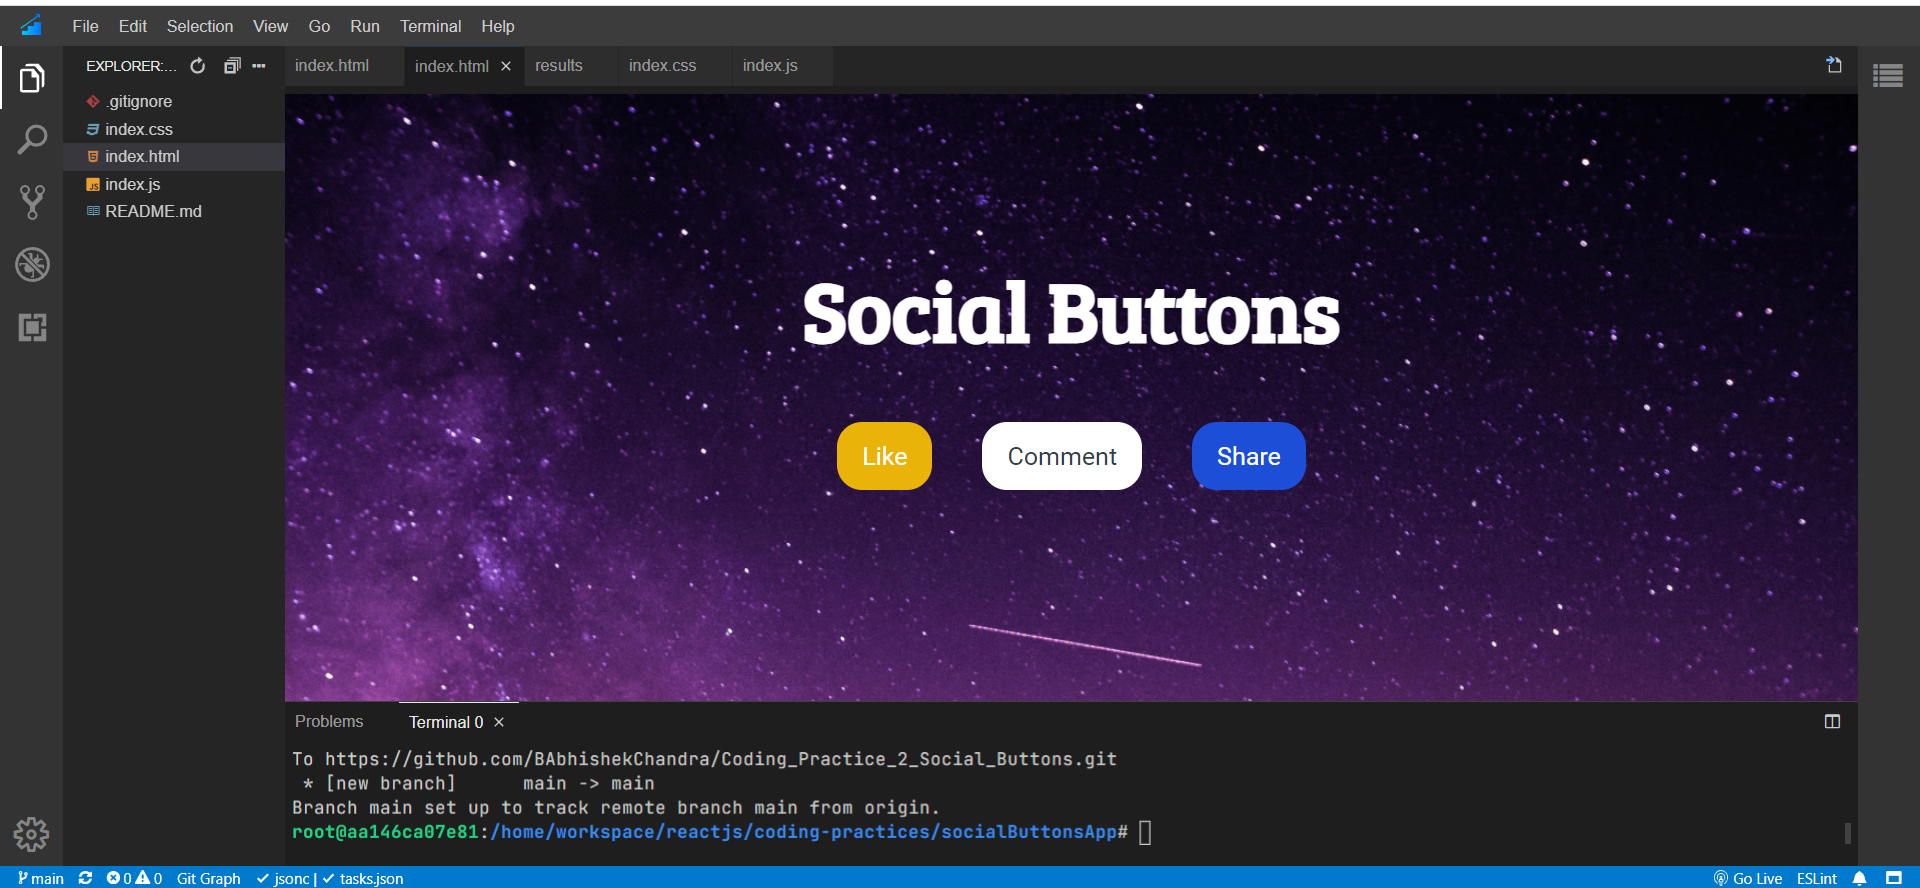 File Edit Selection View Go Run Terminal Help
EXPLORER:...
.gitignore
index.css
index.html
index.js
README.md
index.html index.html results index.css index.js
Social Buttons
Like Comment Share
Problems Terminal 0
To https://github.com/BAbhishekChandra/Coding_Practice_2_Social_Buttons.git
* [new branch] main -> main
Branch main set up to track remote branch main from origin.
root@aa146ca07e81:/home/workspace/reactjs/coding-practices/socialButtonsApp#
main 0 0 Git Graph jsonc | tasks.json Go Live ESLint